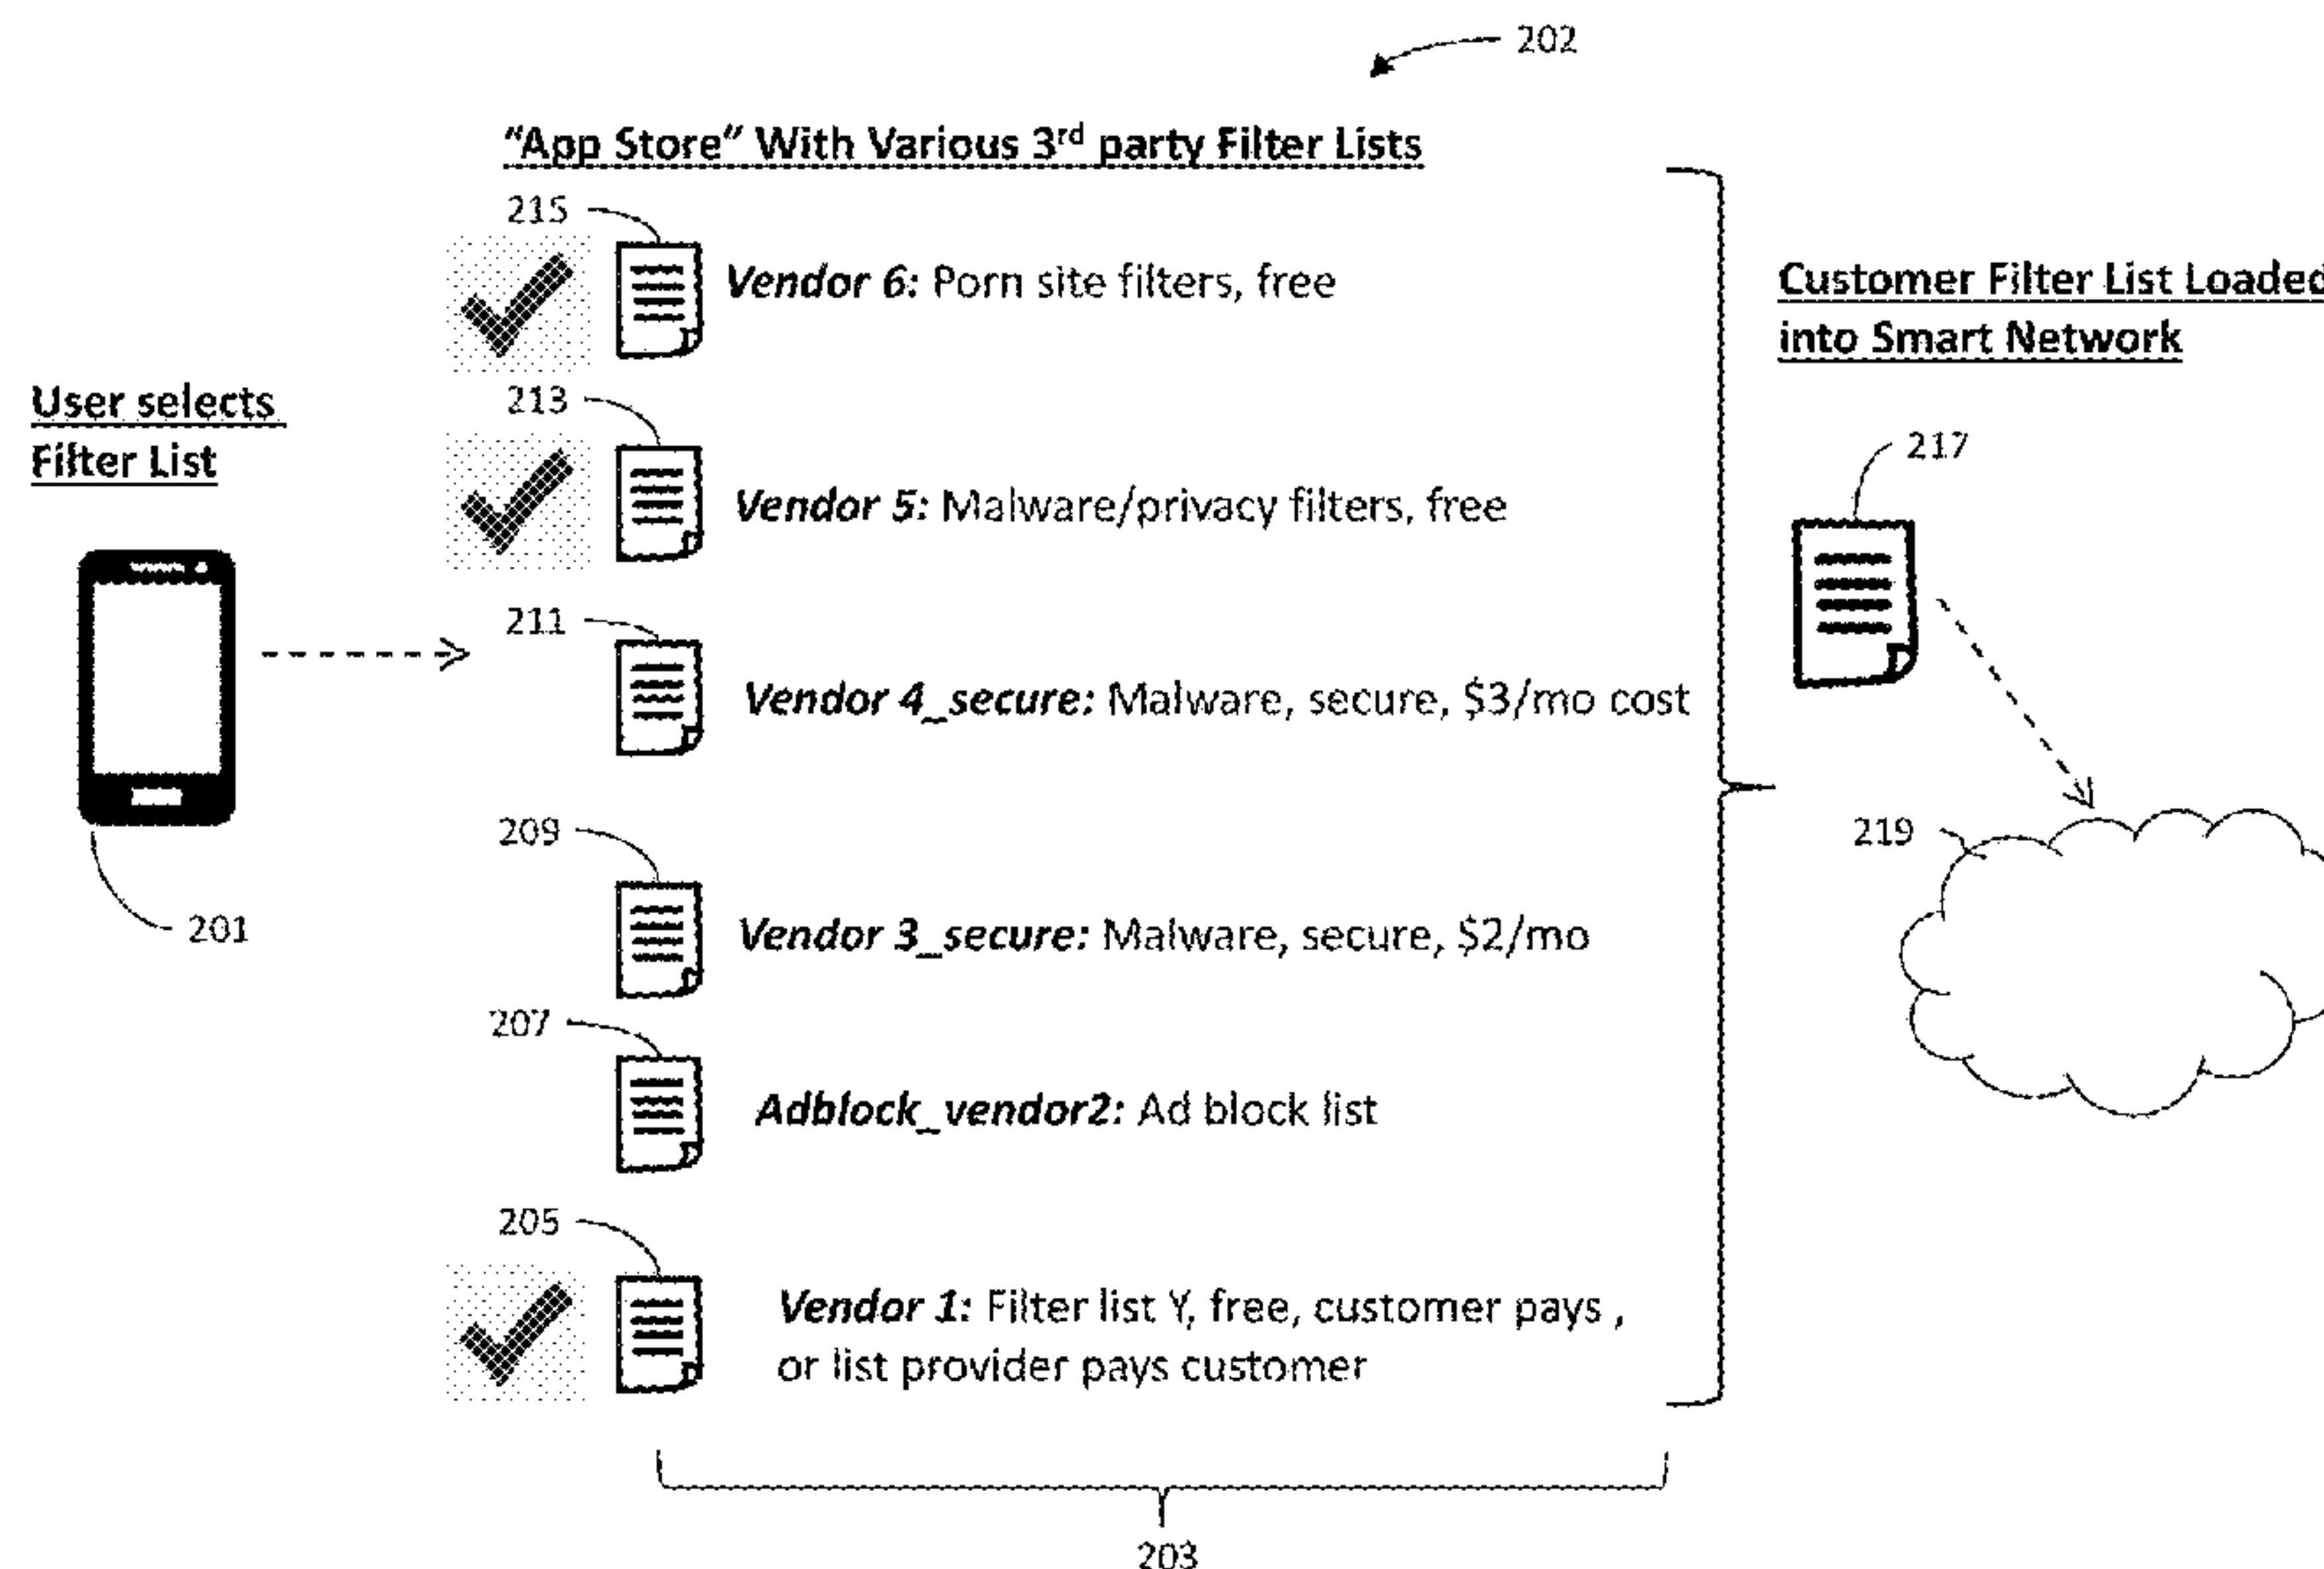 202
"App Store" With Various 3rd party Filter Lists
215
Vendor 6: Porn site filters, free
Customer Filter List Loaded
into Smart Network
User selects
Filter List
213
Vendor 5: Malware/privacy filters, free
217
211
Vendor 4_secure: Malware, secure, $3/mo cost
209
219
201
Vendor 3_secure: Malware, secure, $2/mo
207
Adblock_vendor2: Ad block list
205
Vendor 1: Filter list Y, free, customer pays ,
or list provider pays customer
203